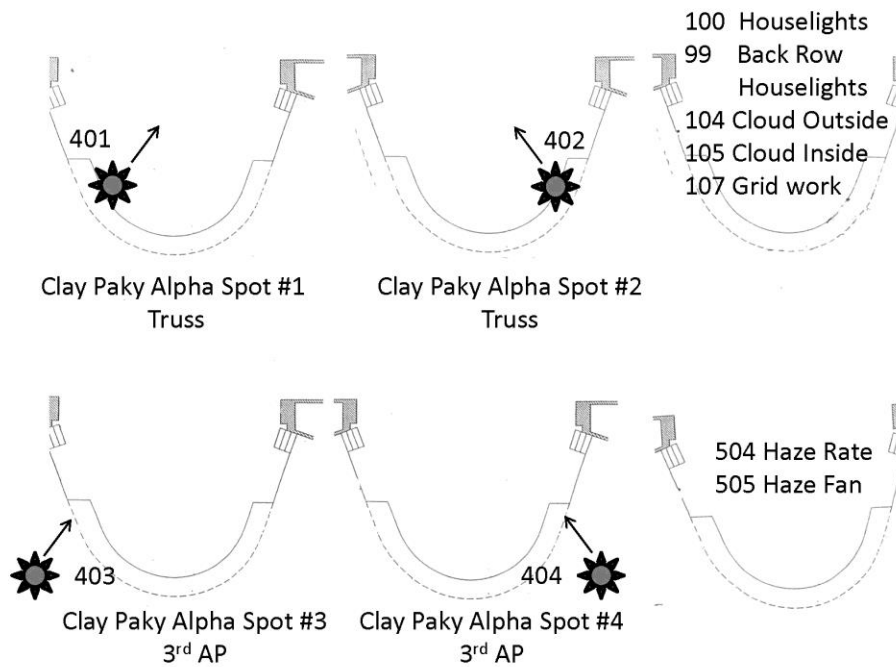 100 Houselights
99 Back Row
Houselights
104 Cloud Outside
105 Cloud Inside
107 Grid work
401
402
Clay Paky Alpha Spot #1
Truss
Clay Paky Alpha Spot #2
Truss
504 Haze Rate
505 Haze Fan
403
404
Clay Paky Alpha Spot #3
3rd AP
Clay Paky Alpha Spot #4
3rd AP